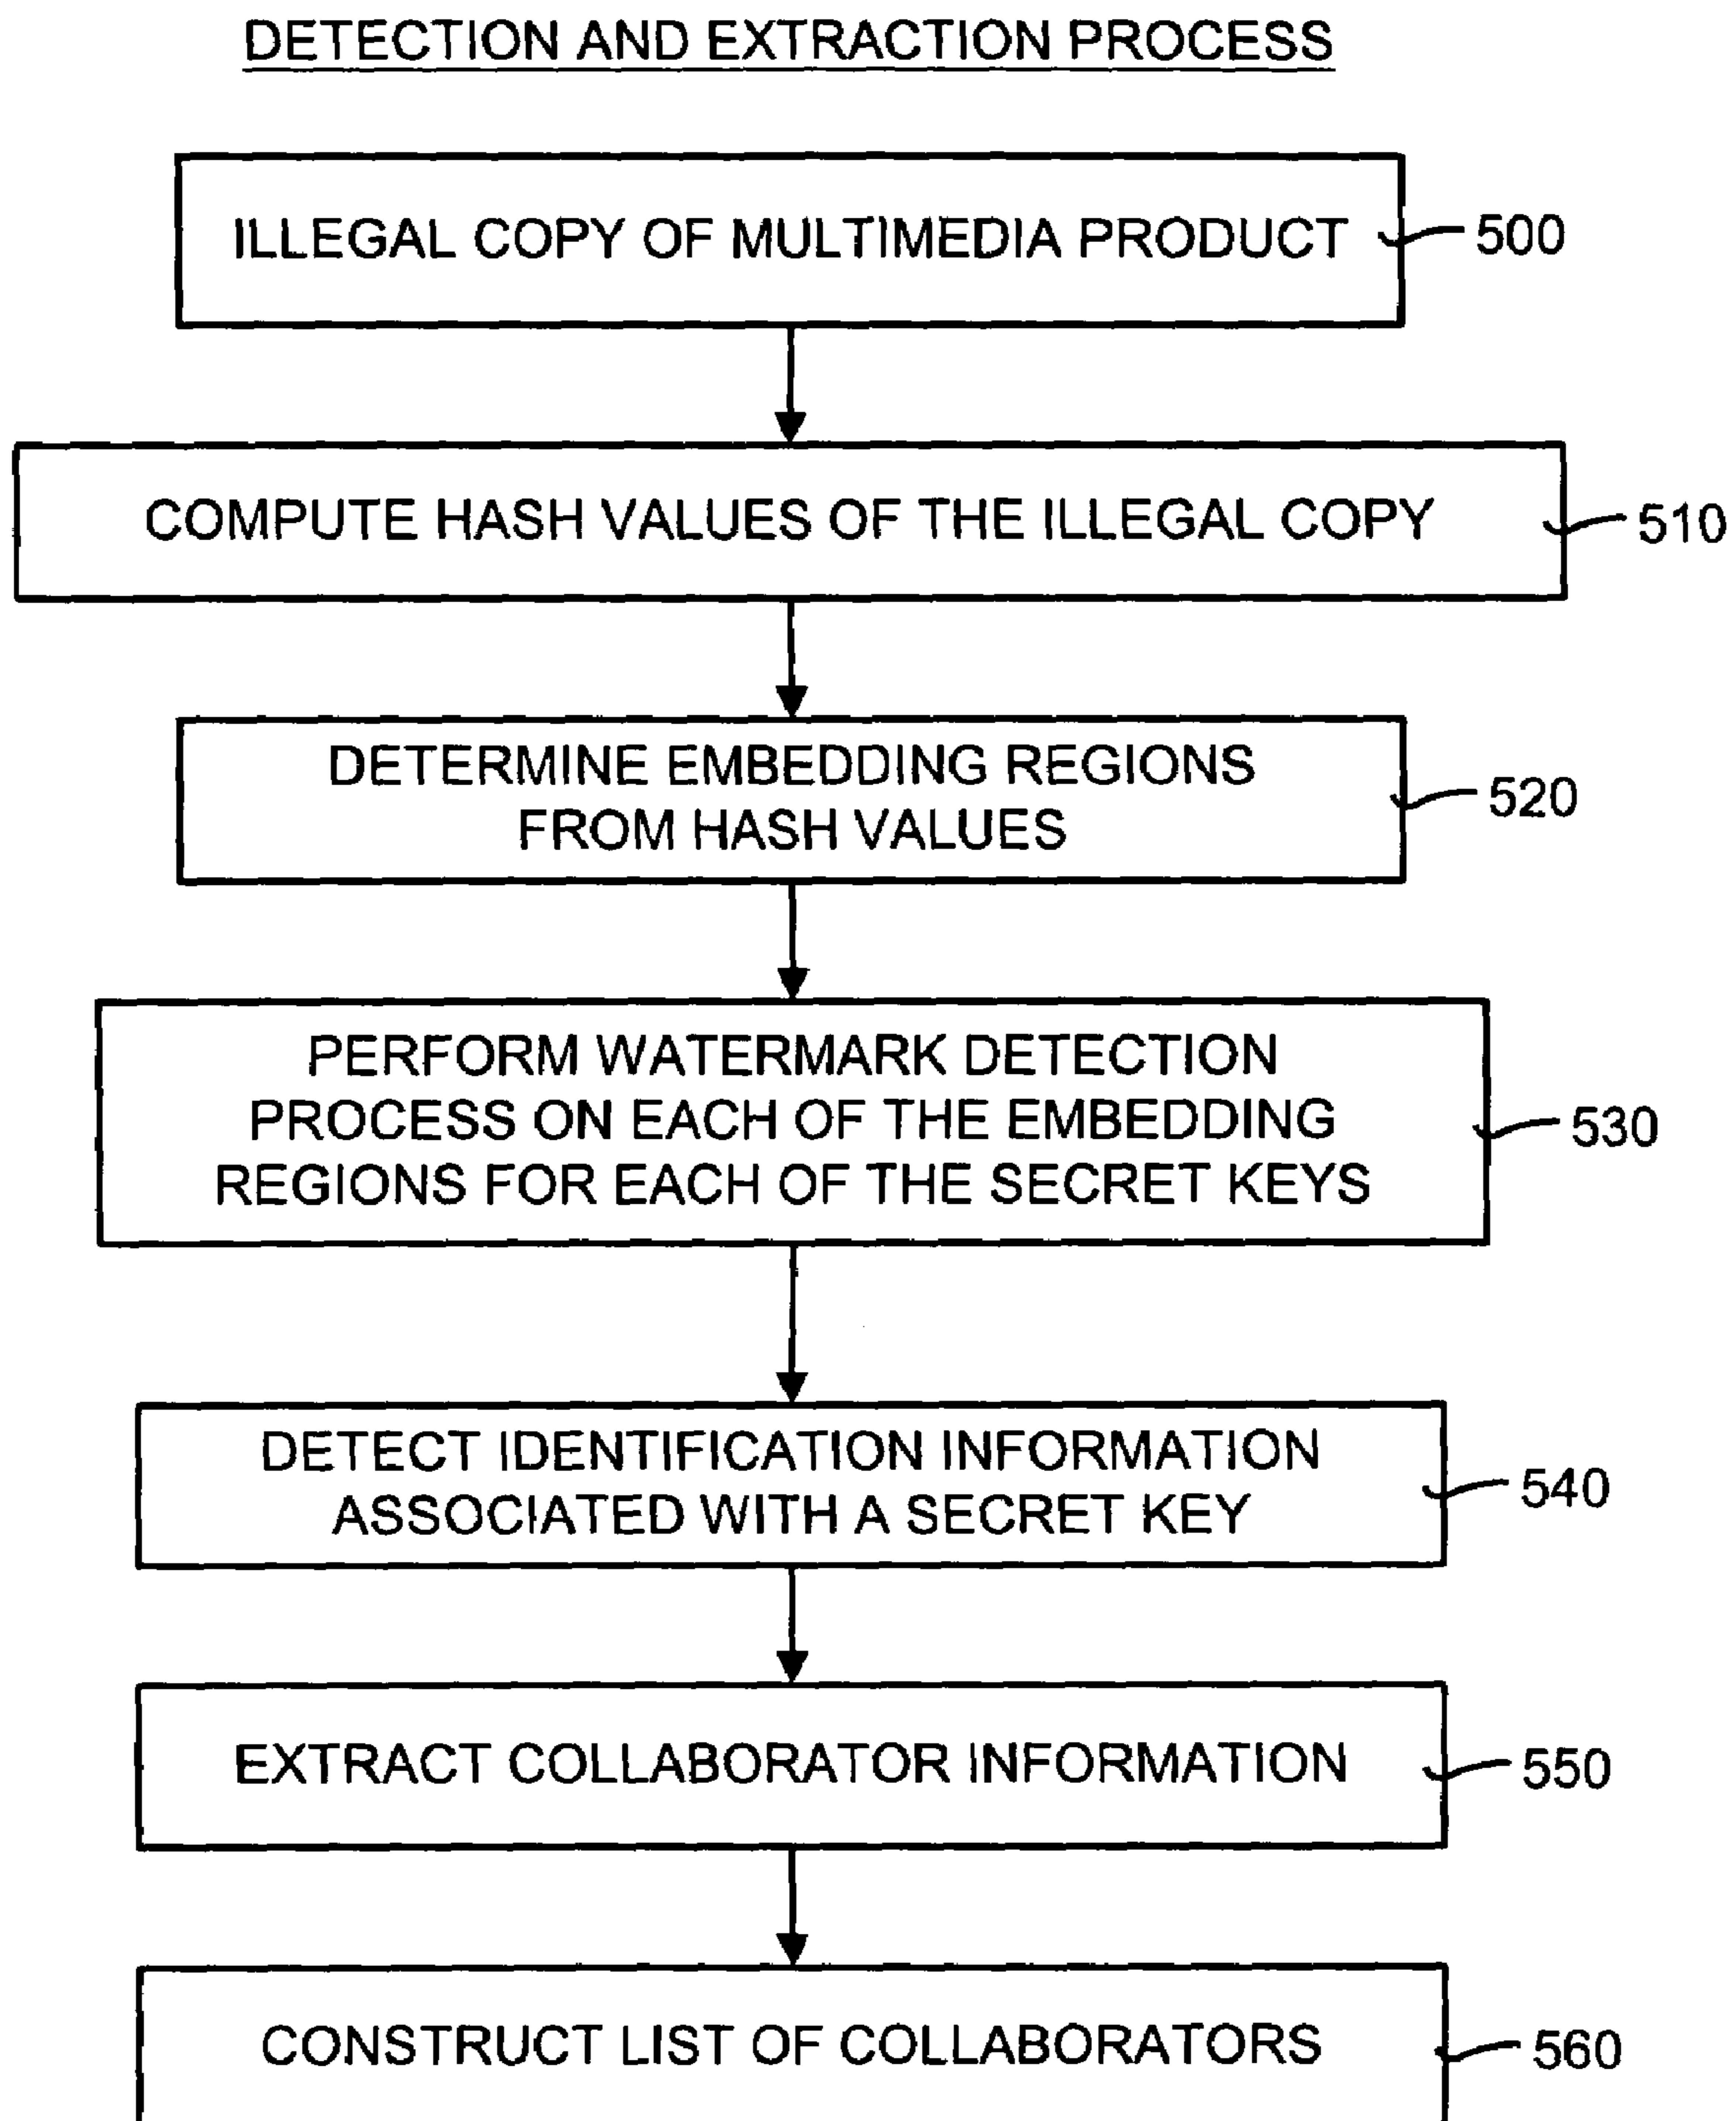 DETECTION AND EXTRACTION PROCESS
ILLEGAL COPY OF MULTIMEDIA PRODUCT
500
COMPUTE HASH VALUES OF THE ILLEGAL COPY
510
DETERMINE EMBEDDING REGIONS
FROM HASH VALUES
520
PERFORM WATERMARK DETECTION
PROCESS ON EACH OF THE EMBEDDING
REGIONS FOR EACH OF THE SECRET KEYS
530
DETECT IDENTIFICATION INFORMATION
ASSOCIATED WITH A SECRET KEY
540
EXTRACT COLLABORATOR INFORMATION
550
CONSTRUCT LIST OF COLLABORATORS
560